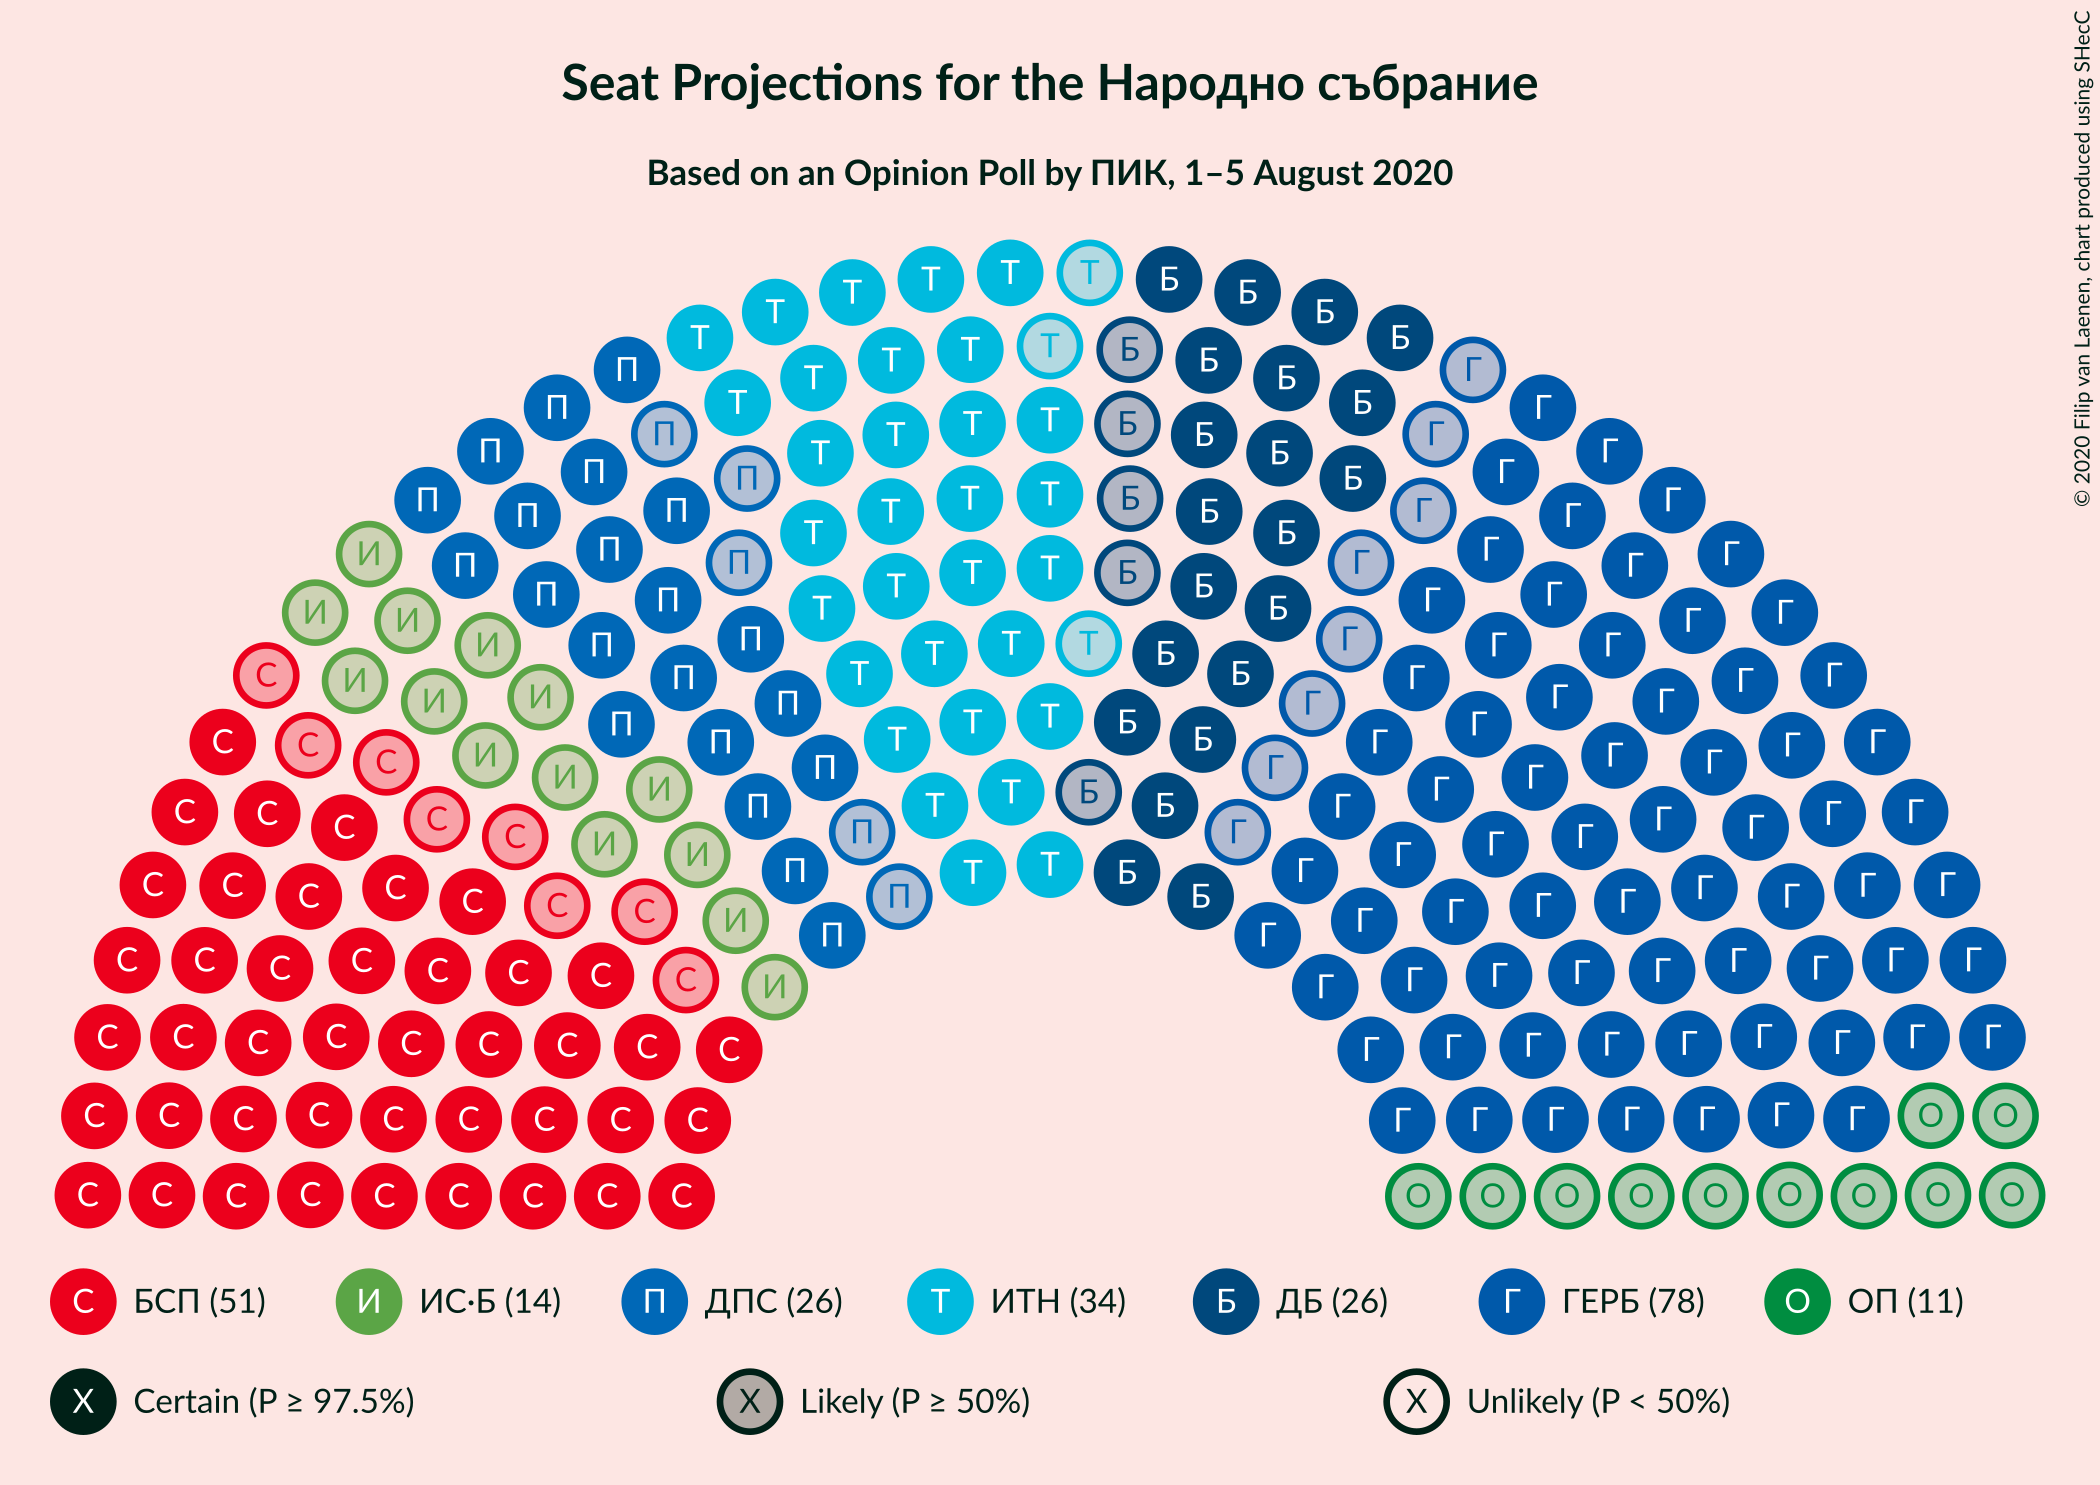 Seat Projections for the Народно събрание
Based on an Opinion Poll by ПИК, 1–5 August 2020
© 2020 Filip van Laenen, chart produced using SHecC
С БСП (51) И ИС·Б (14) П ДПС (26) Т ИТН (34) Б ДБ (26) Г ГЕРБ (78) О ОП (11)
X Certain (P ≥ 97.5%) X Likely (P ≥ 50%) X Unlikely (P < 50%)